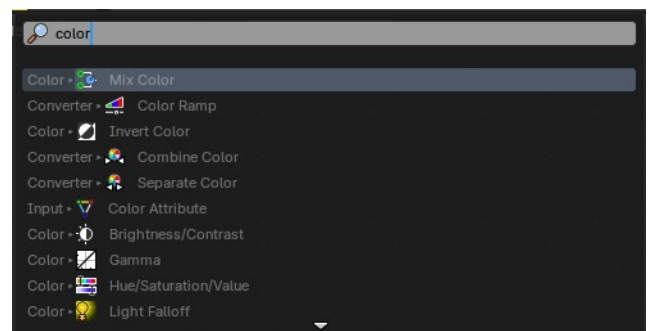 color
Color ▸ Mix Color
Converter ▸ Color Ramp
Color ▸ Invert Color
Converter ▸ Combine Color
Converter ▸ Separate Color
Input ▸ Color Attribute
Color ▸ Brightness/Contrast
Color ▸ Gamma
Color ▸ Hue/Saturation/Value
Color ▸ Light Falloff